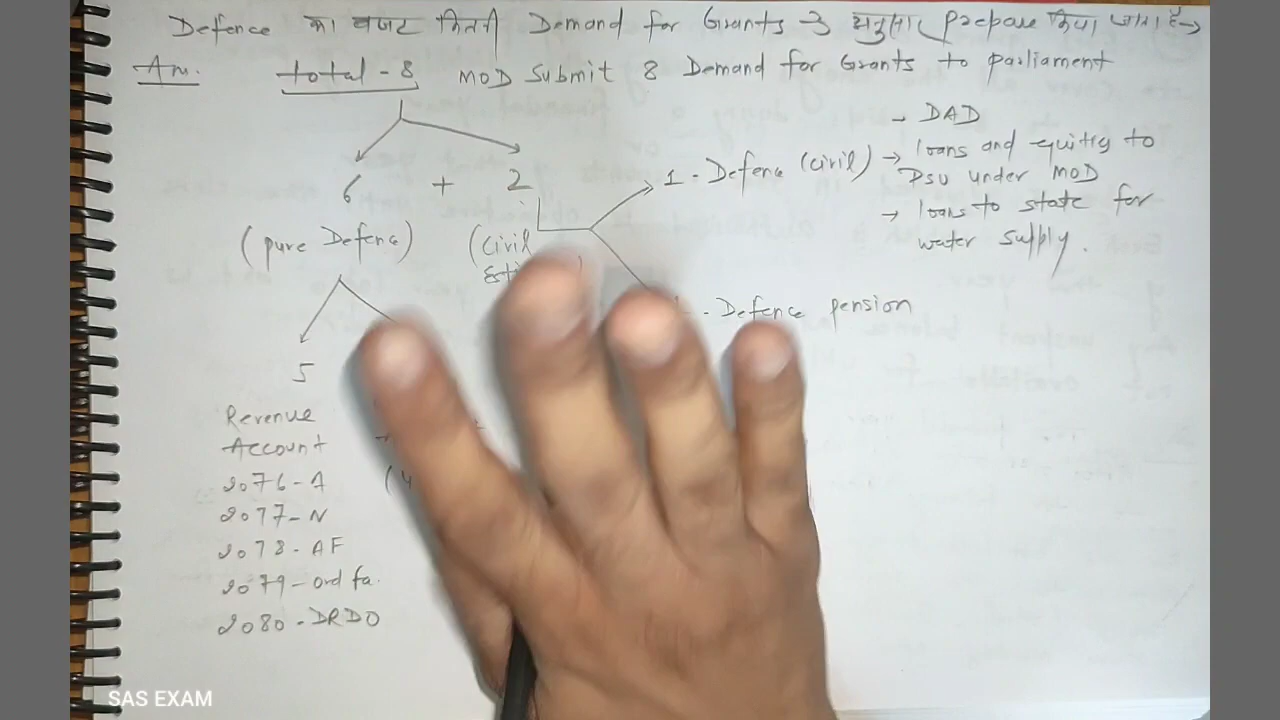 Defence का बजट कितनी Demand for Grants के अनुसार Prepare किया जाता है→
Ans. total - 8 MOD Submit 8 Demand for Grants to parliament
→ DAD
1 - Defence (civil) → loans and equity to
PSU under MOD
6 + 2
→ loans to state for
water supply.
(pure Defence) (civil
- Defence pension
5
Revenue
Account
2076 - A
2077 - N
2078 - AF
2079 - ord fa.
2080 - DRDO
SAS EXAM